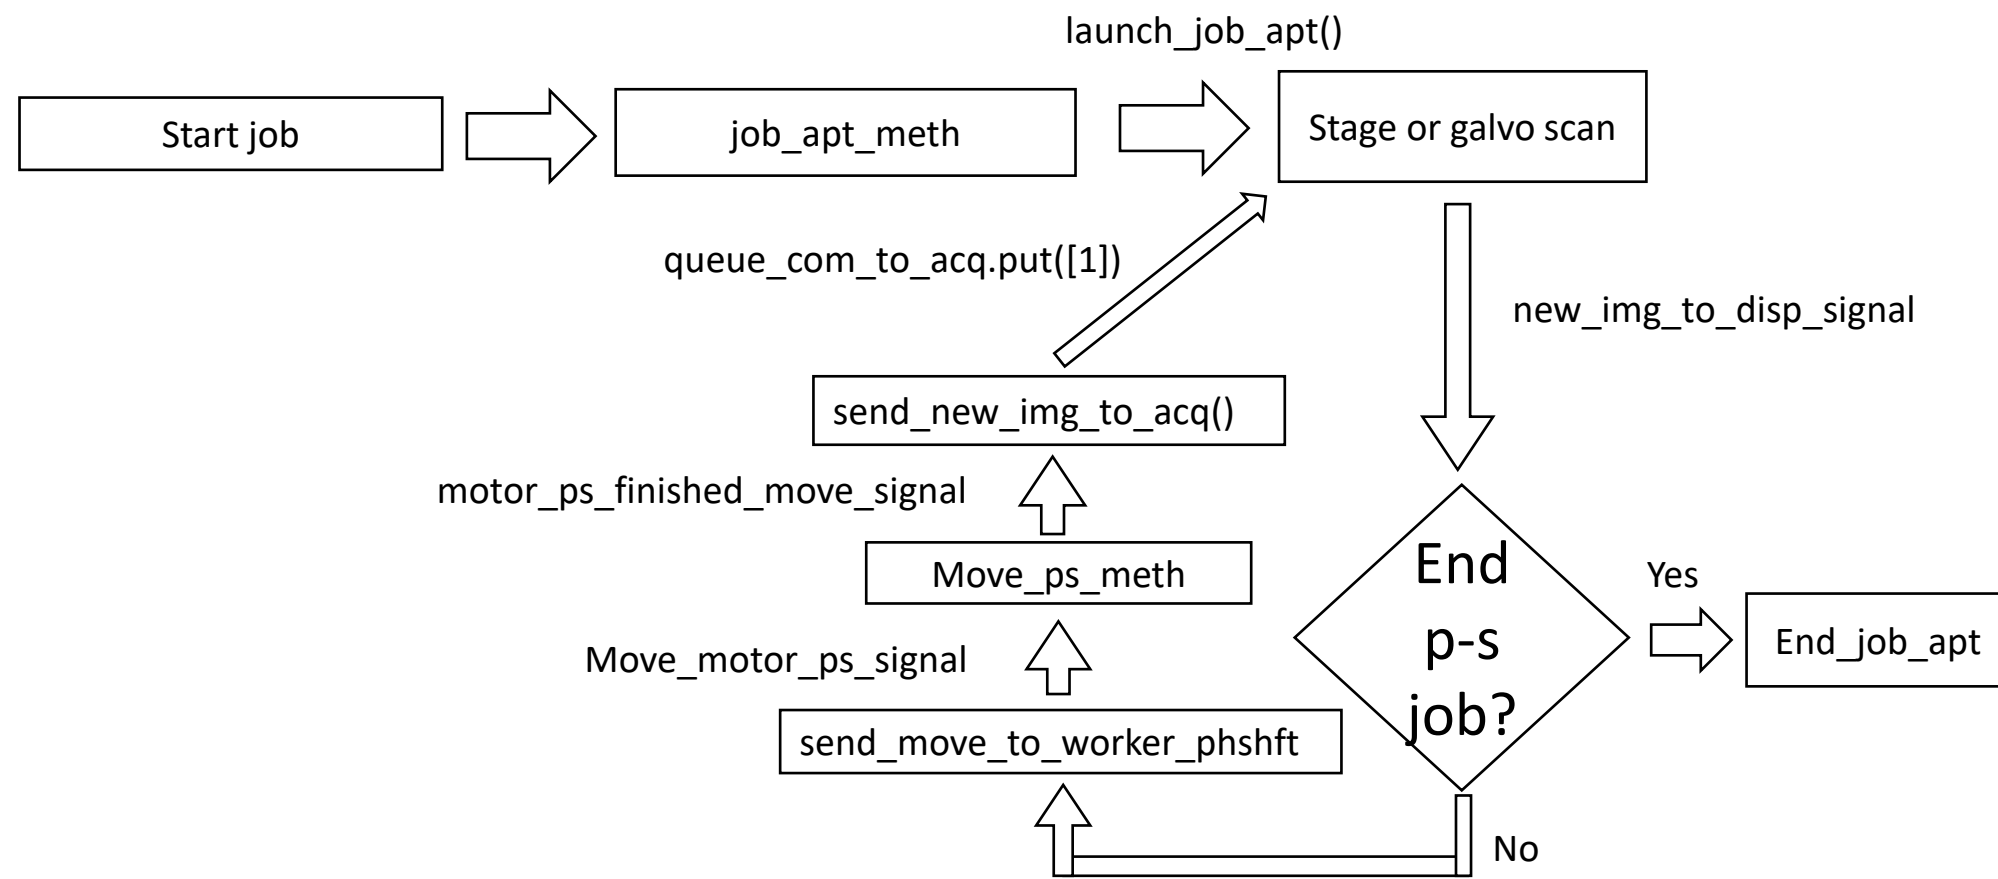 launch_job_apt()
Start job
job_apt_meth
Stage or galvo scan
queue_com_to_acq.put([1])
new_img_to_disp_signal
send_new_img_to_acq()
motor_ps_finished_move_signal
Move_ps_meth
End
p-s
job?
Yes
End_job_apt
Move_motor_ps_signal
send_move_to_worker_phshft
No